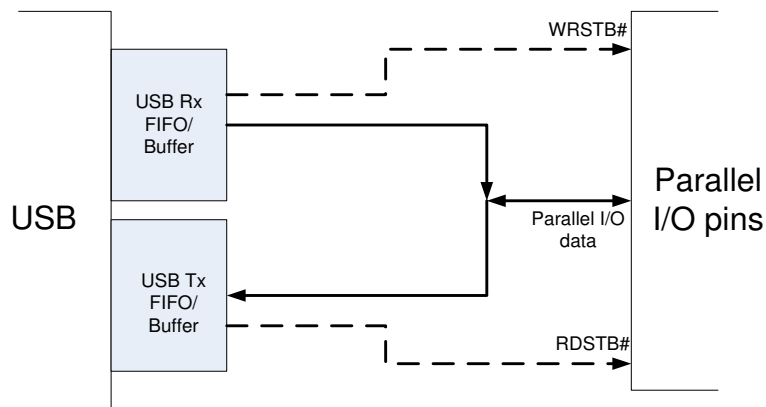 WRSTB#
USB Rx
FIFO/
Buffer
USB
Parallel
I/O pins
Parallel I/O
data
USB Tx
FIFO/
Buffer
RDSTB#